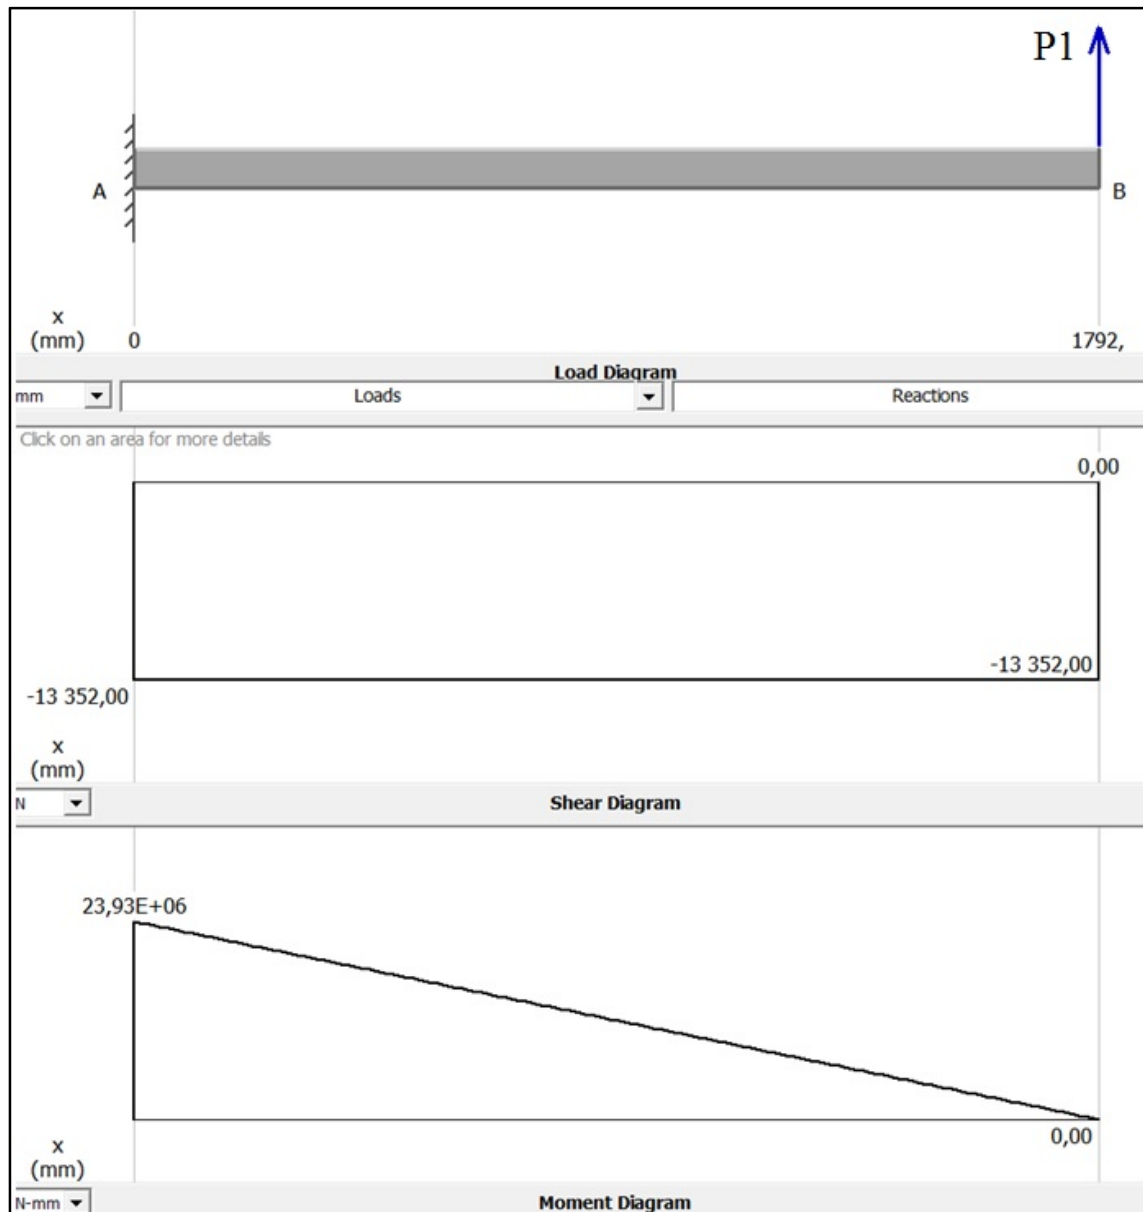 P1
A
B
x
(mm)
0
1792,
Load Diagram
mm
Loads
Reactions
Click on an area for more details
0,00
-13 352,00
-13 352,00
x
(mm)
N
Shear Diagram
23,93E+06
0,00
x
(mm)
N-mm
Moment Diagram